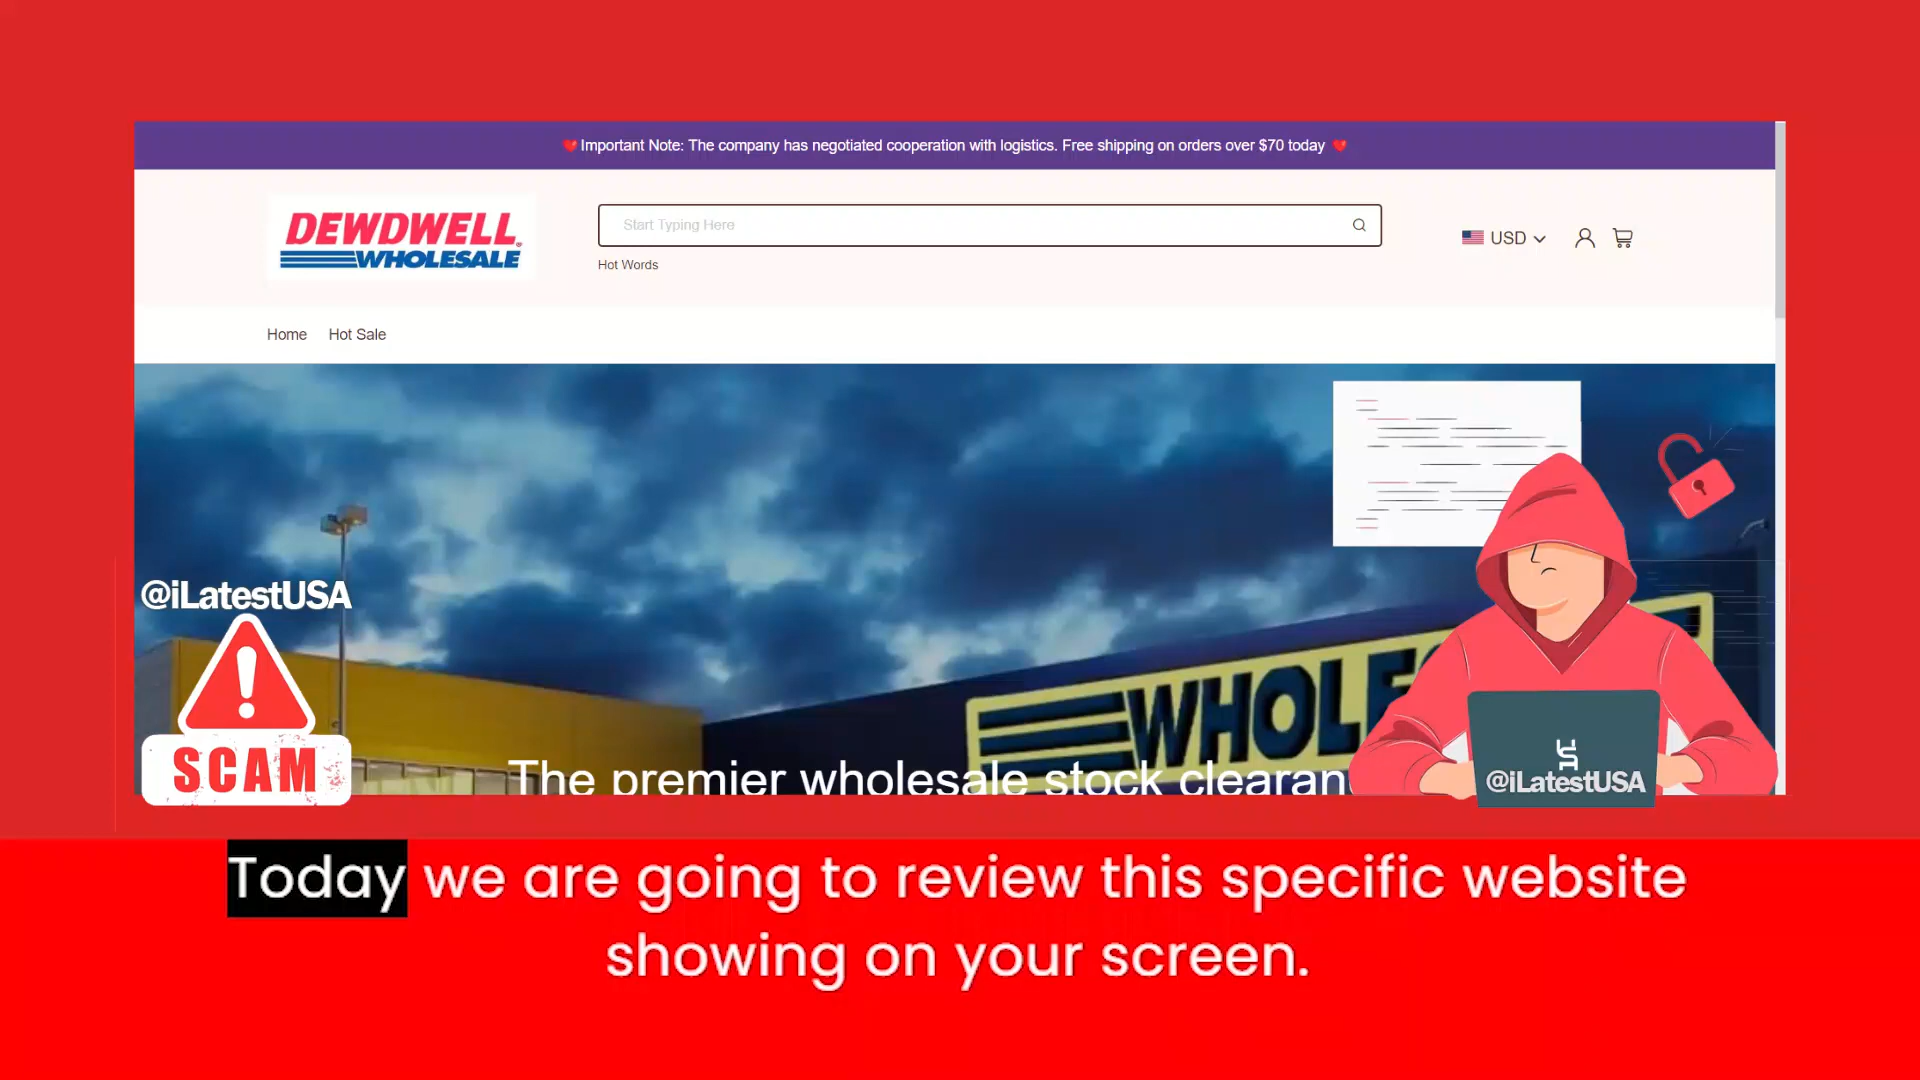 Important Note: The company has negotiated cooperation with logistics. Free shipping on orders over $70 today
DEWDWELL
WHOLESALE
Start Typing Here
USD
Hot Words
Home Hot Sale
@iLatestUSA
SCAM
WHOLES
The premier wholesale stock clearan
@iLatestUSA
Today we are going to review this specific website
showing on your screen.